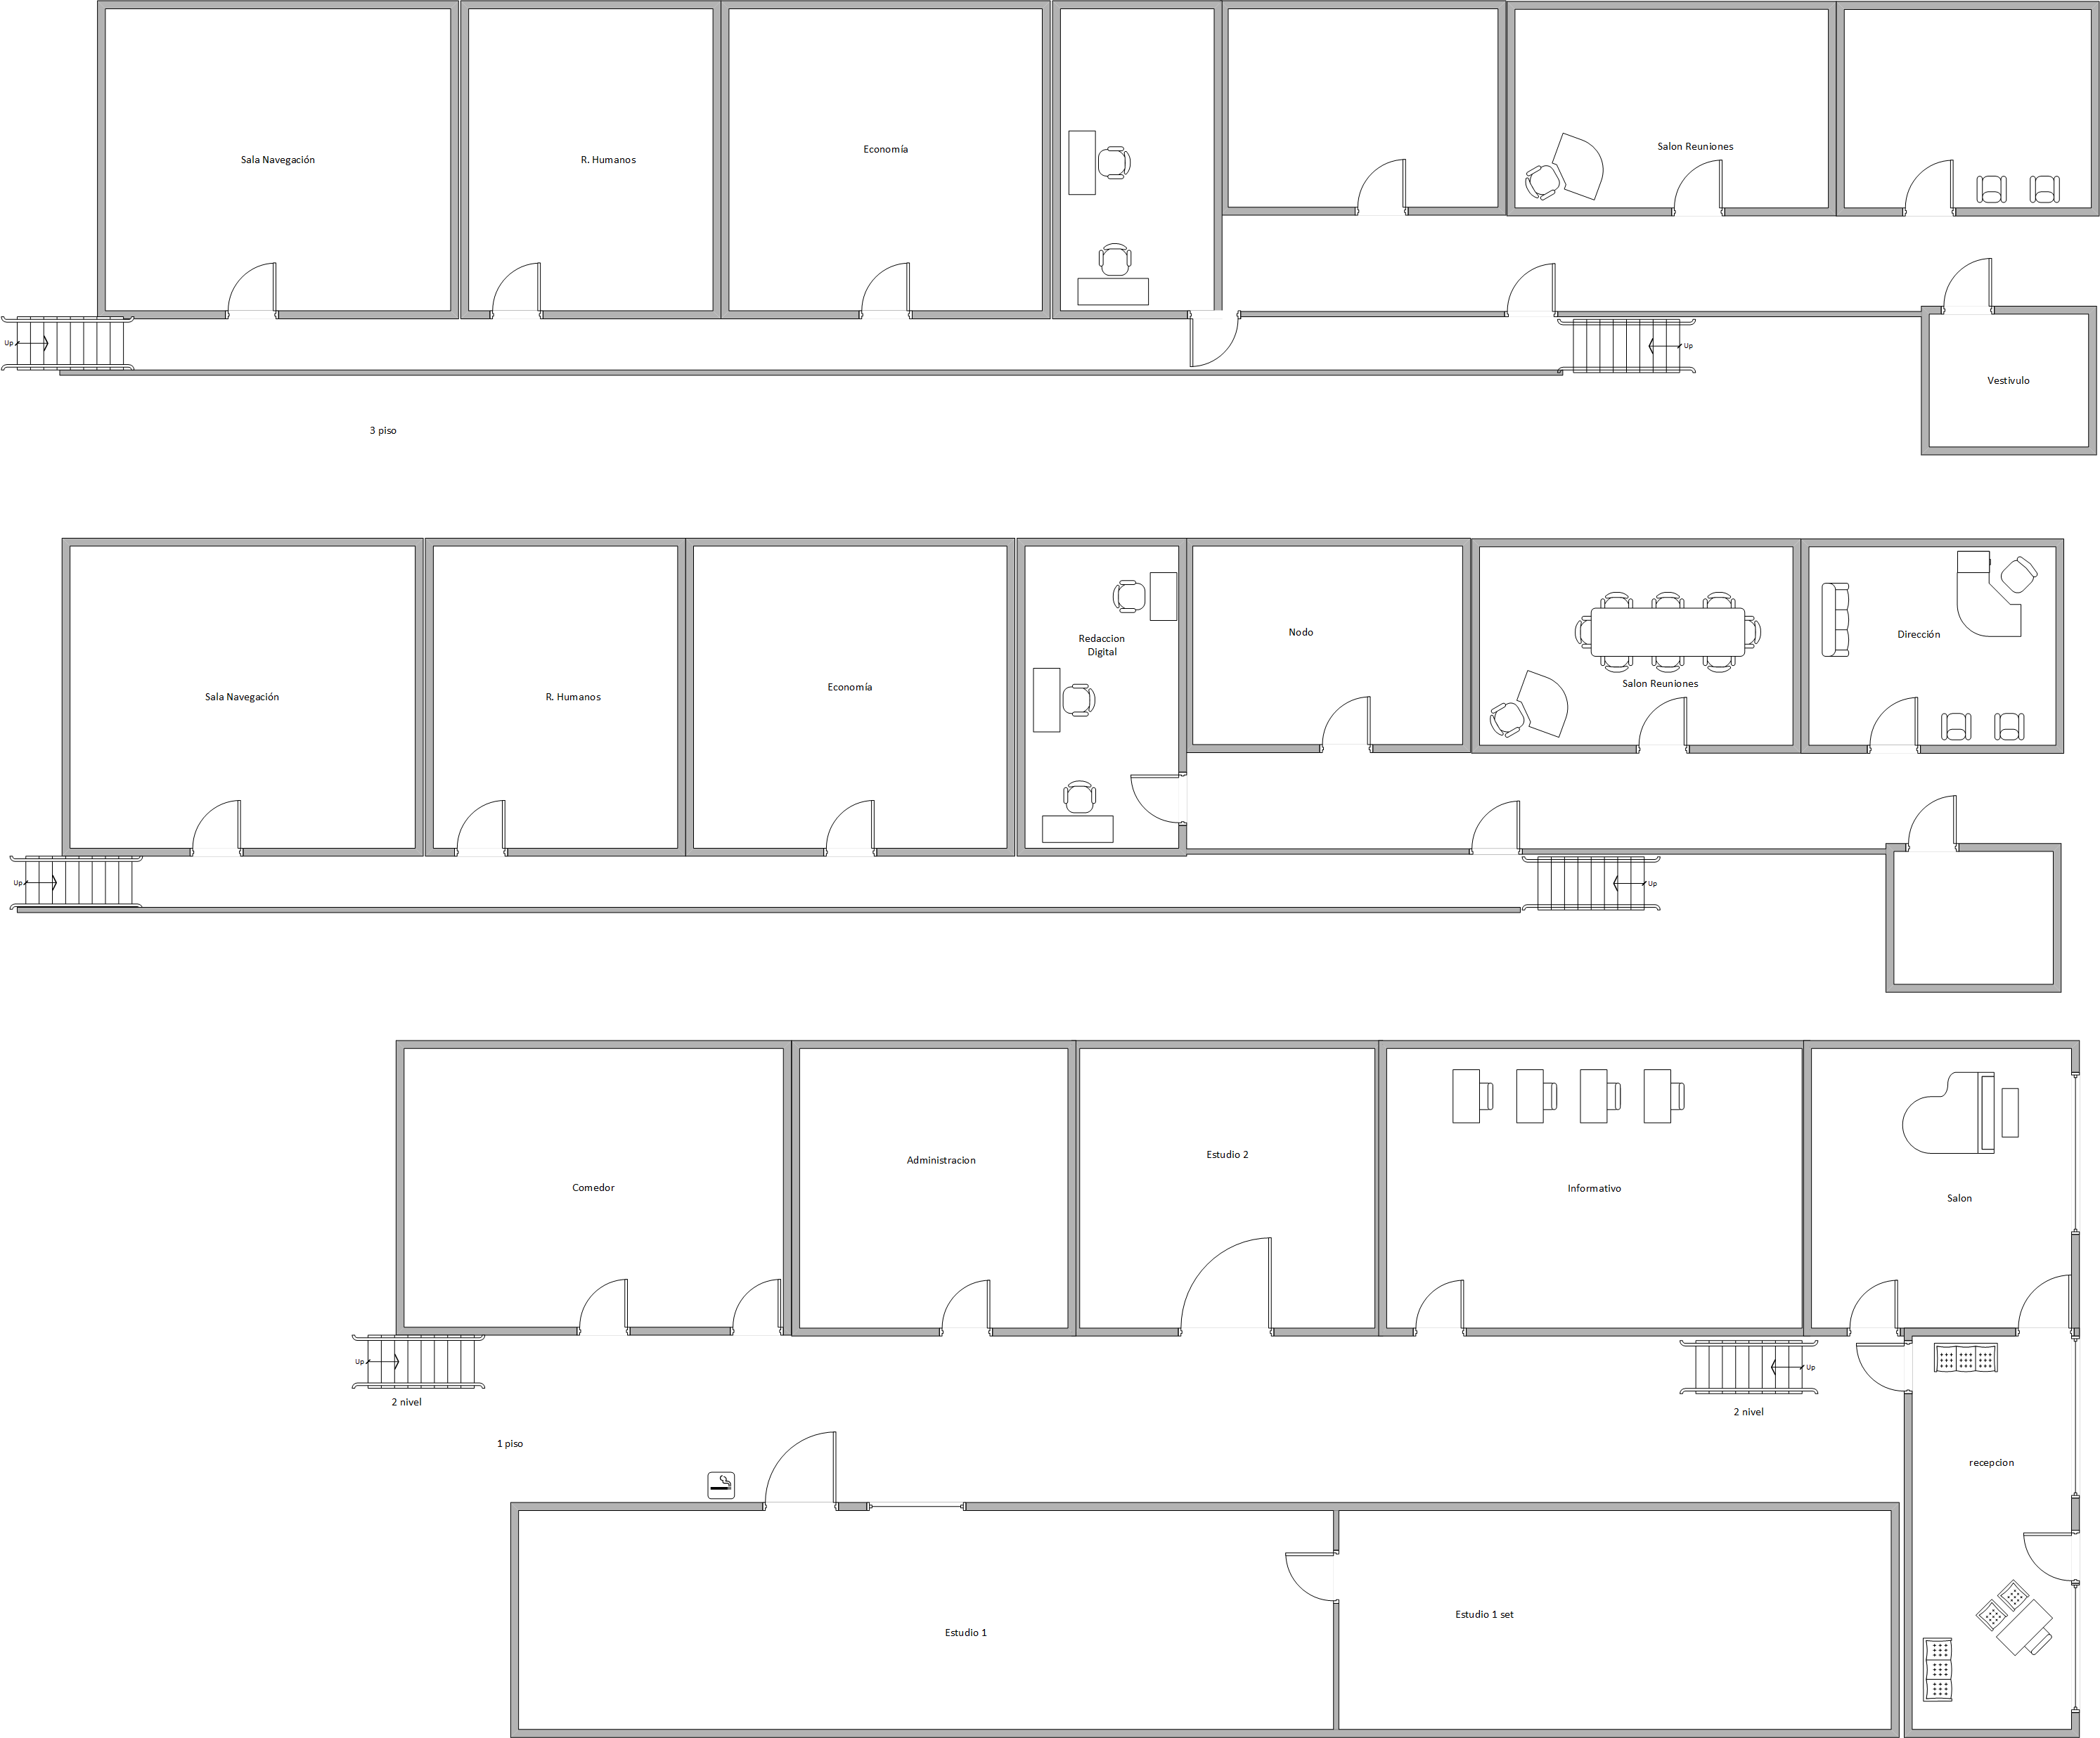 Sala Navegación
R. Humanos
Economía
Salon Reuniones
Up
Up
Vestivulo
3 piso
Sala Navegación
R. Humanos
Economía
Redaccion
Digital
Nodo
Salon Reuniones
Dirección
Up
Up
Comedor
Administracion
Estudio 2
Informativo
Salon
Up
Up
2 nivel
2 nivel
1 piso
recepcion
Estudio 1
Estudio 1 set